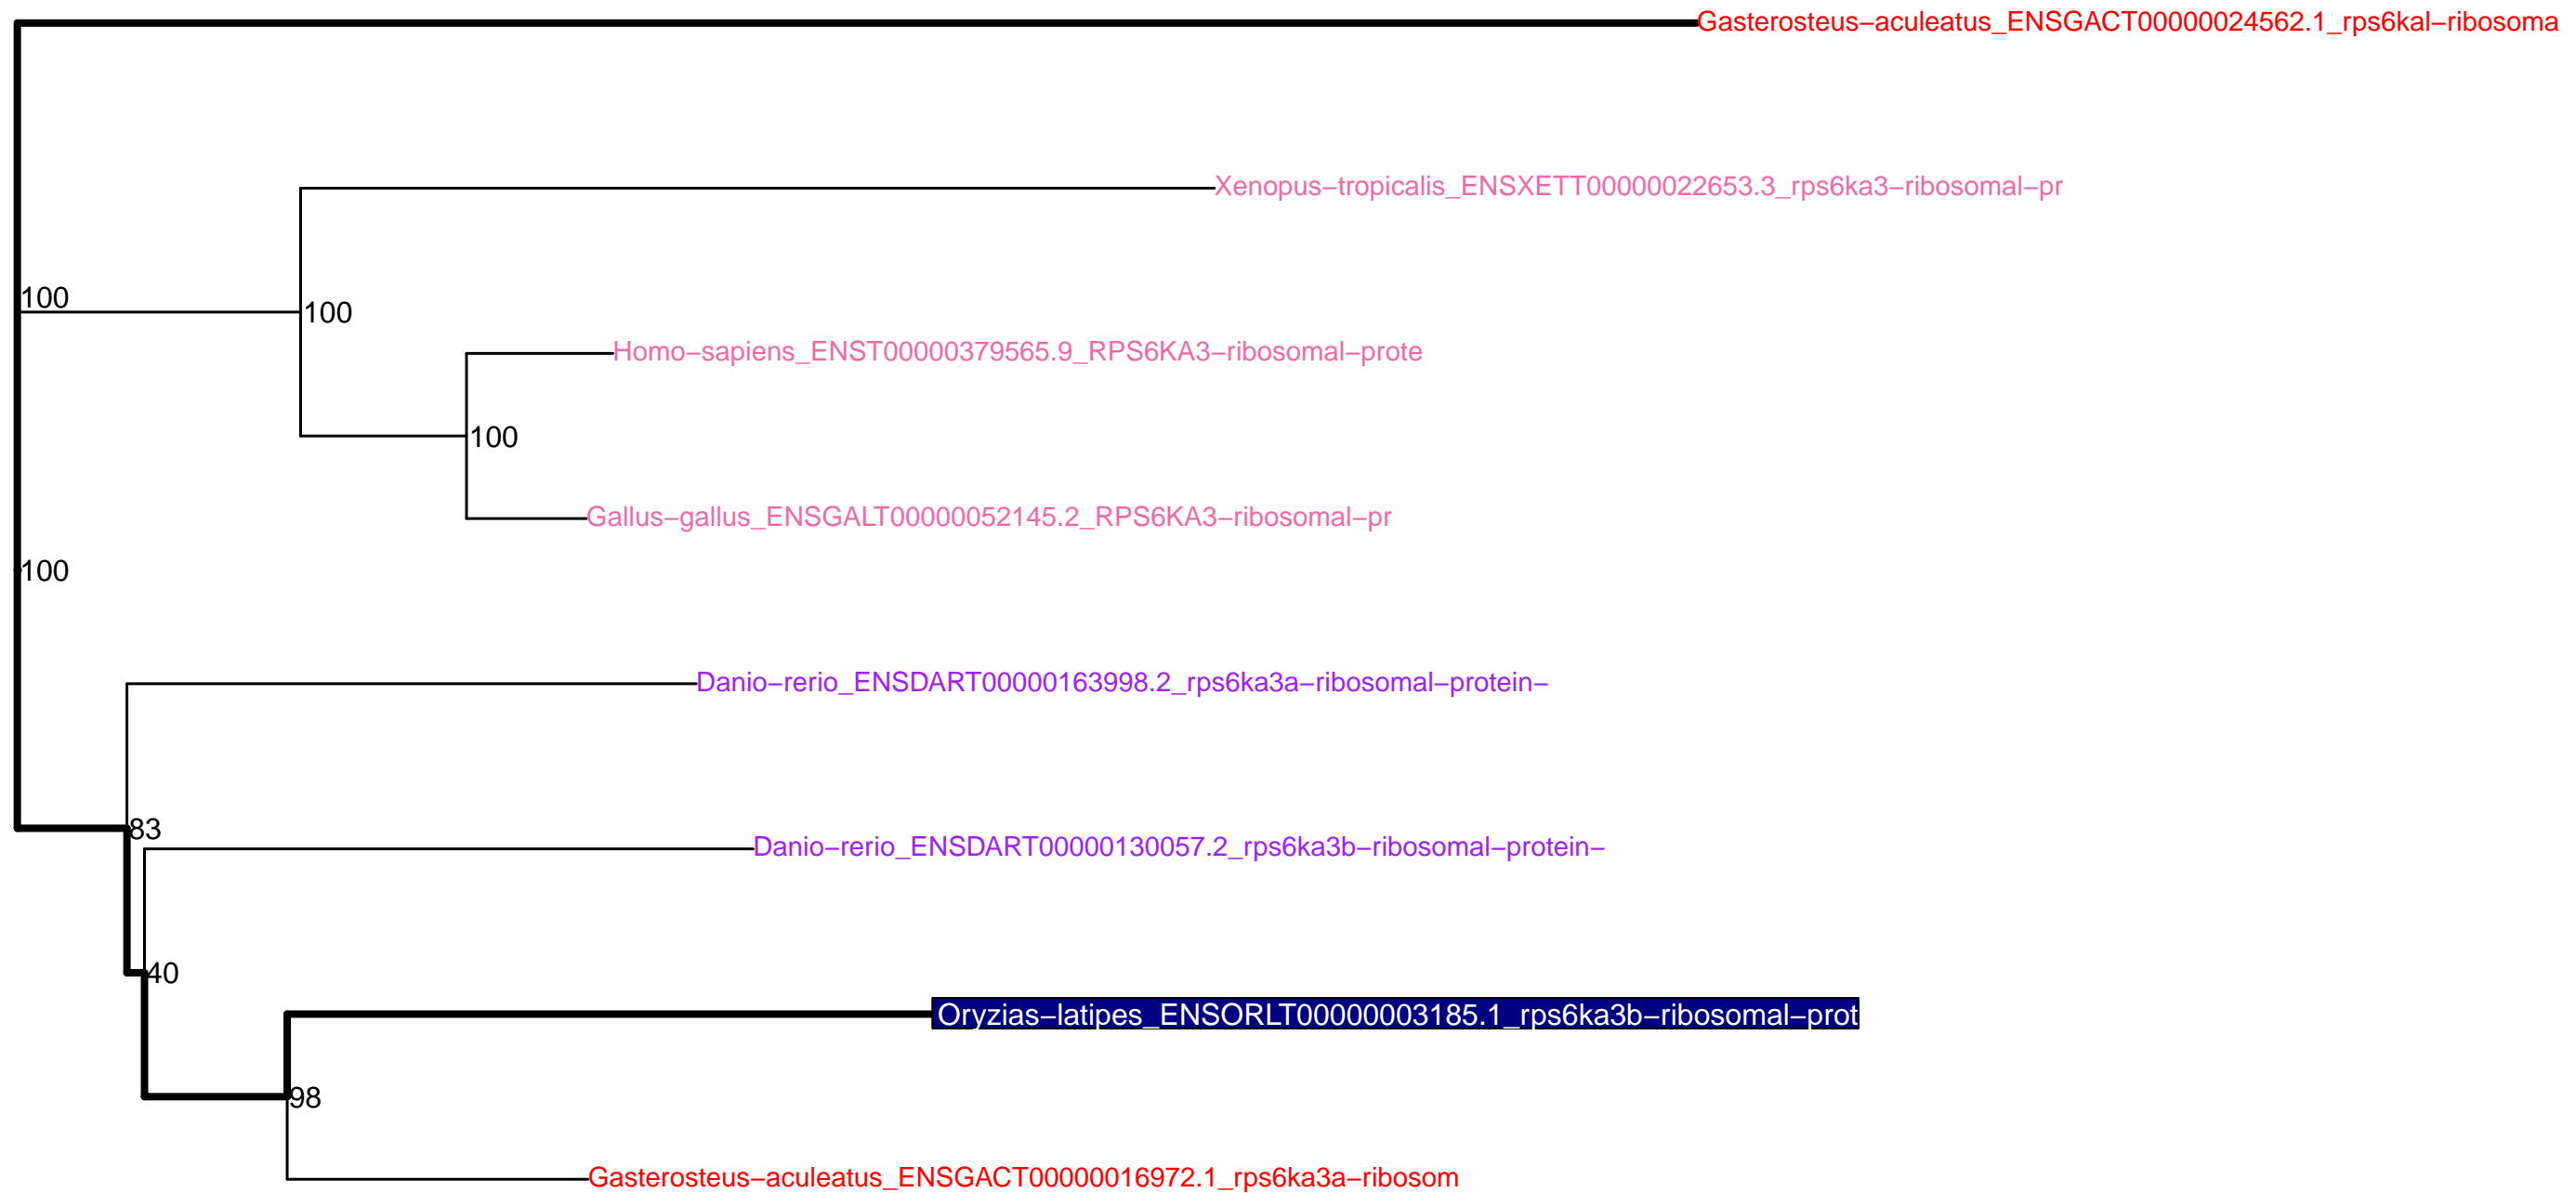 Gasterosteus−aculeatus_ENSGACT00000024562.1_rps6kal−ribosoma
Xenopus−tropicalis_ENSXETT00000022653.3_rps6ka3−ribosomal−pr
100
100
Homo−sapiens_ENST00000379565.9_RPS6KA3−ribosomal−prote
100
Gallus−gallus_ENSGALT00000052145.2_RPS6KA3−ribosomal−pr
100
Danio−rerio_ENSDART00000163998.2_rps6ka3a−ribosomal−protein−
83
Danio−rerio_ENSDART00000130057.2_rps6ka3b−ribosomal−protein−
40
Oryzias−latipes_ENSORLT00000003185.1_rps6ka3b−ribosomal−prot
98
Gasterosteus−aculeatus_ENSGACT00000016972.1_rps6ka3a−ribosom